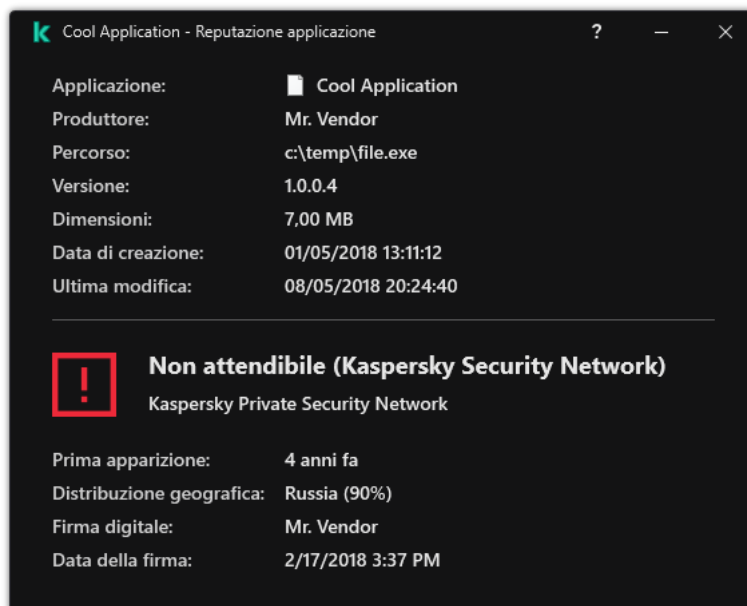 Cool Application - Reputazione applicazione ?
Applicazione: Cool Application
Produttore: Mr. Vendor
Percorso: c:\temp\file.exe
Versione: 1.0.0.4
Dimensioni: 7,00 MB
Data di creazione: 01/05/2018 13:11:12
Ultima modifica: 08/05/2018 20:24:40
Non attendibile (Kaspersky Security Network)
Kaspersky Private Security Network
Prima apparizione: 4 anni fa
Distribuzione geografica: Russia (90%)
Firma digitale: Mr. Vendor
Data della firma: 2/17/2018 3:37 PM